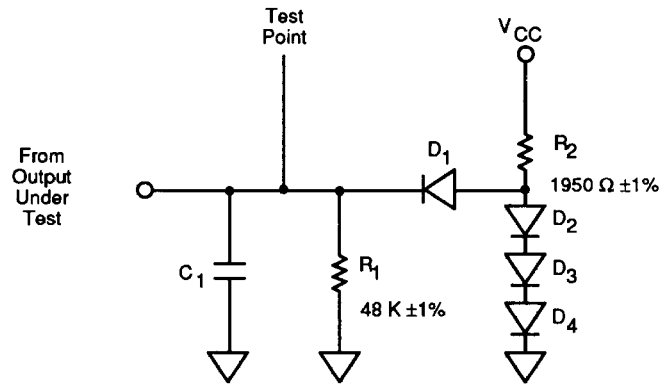 Test
Point
VCC
From
Output
Under
Test
D1
R2
1950 Ω ±1%
D2
D3
D4
C1
R1
48 K ±1%